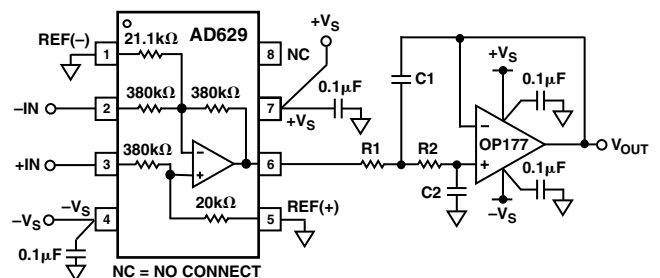 REF(–)
21.1kΩ
AD629
+VS
1
8
NC
–IN
2
380kΩ
380kΩ
7
+VS
0.1µF
+IN
3
380kΩ
–
+
6
–VS
–VS
4
20kΩ
5
REF(+)
0.1µF
NC = NO CONNECT
R1
C1
R2
C2
+VS
0.1µF
–
+
OP177
VOUT
0.1µF
–VS